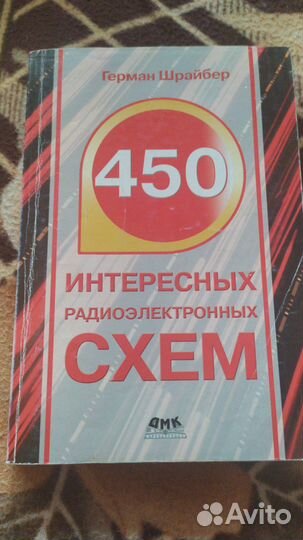 Герман Шрайбер
450
ИНТЕРЕСНЫХ
РАДИОЭЛЕКТРОННЫХ
СХЕМ
ДМК
Avito